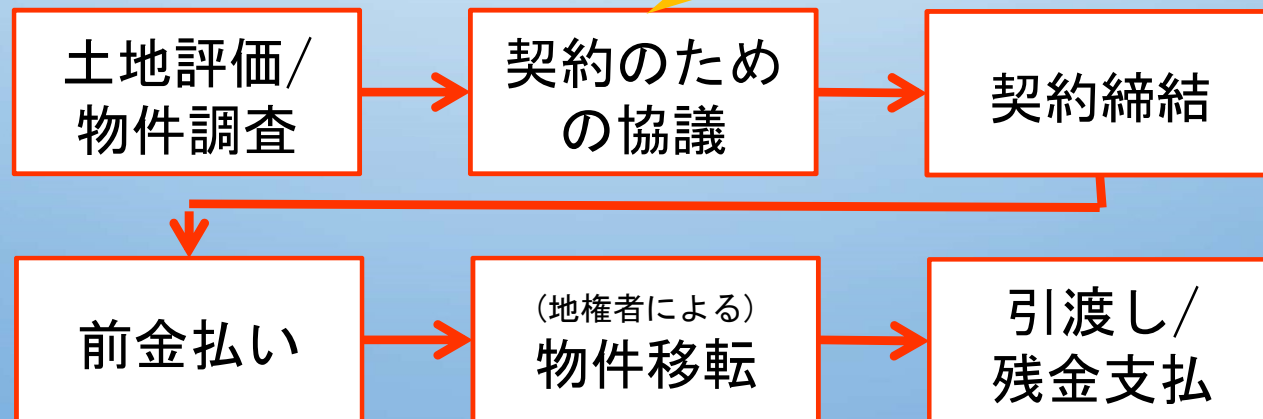 土地評価/
物件調査
契約のため
の協議
契約締結
前金払い
(地権者による)
物件移転
引渡し/
残金支払